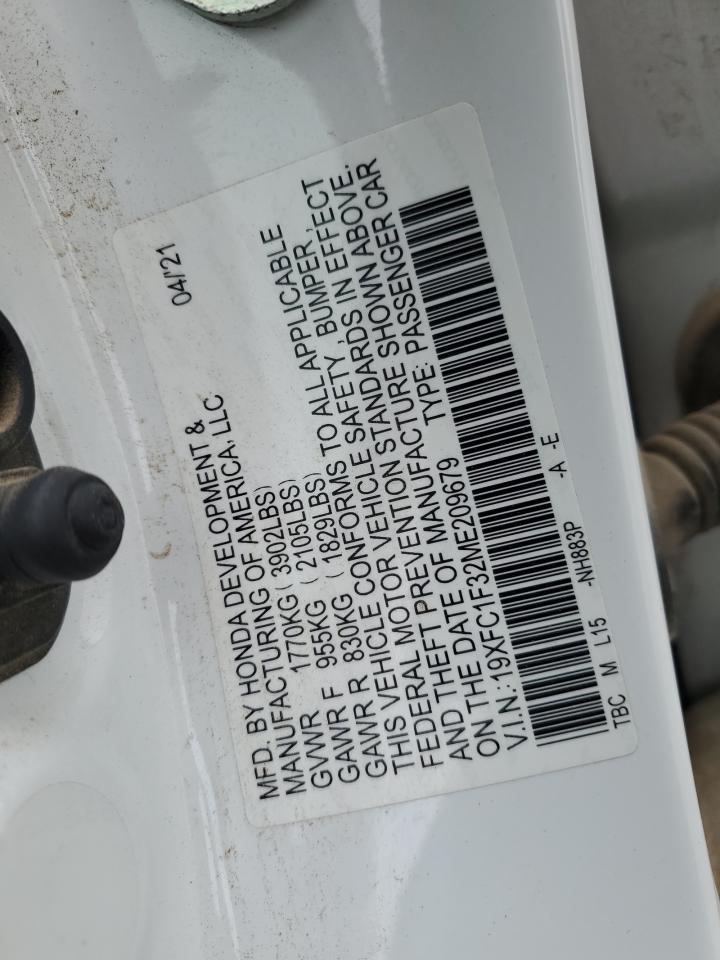 04/'21
MFD. BY HONDA DEVELOPMENT &
MANUFACTURING OF AMERICA, LLC
GVWR 1770KG ( 3902LBS)
GAWR F 955KG ( 2105LBS)
GAWR R 830KG ( 1829LBS)
THIS VEHICLE CONFORMS TO ALL APPLICABLE
FEDERAL MOTOR VEHICLE SAFETY , BUMPER,
AND THEFT PREVENTION STANDARDS IN EFFECT
ON THE DATE OF MANUFACTURE SHOWN ABOVE.
V.I.N.: 19XFC1F32ME209679 TYPE: PASSENGER CAR
TBC M L15 -NH883P -A -E